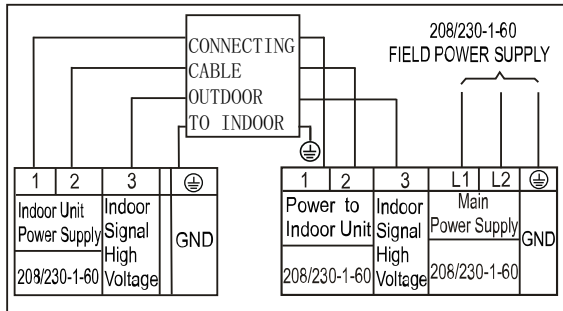 CONNECTING
CABLE
OUTDOOR
TO INDOOR
208/230-1-60
FIELD POWER SUPPLY
1 2 3
Indoor Unit
Power Supply
208/230-1-60
Indoor
Signal
High
Voltage
GND
1 2 3 L1 L2
Power to
Indoor Unit
208/230-1-60
Indoor
Signal
High
Voltage
Main
Power Supply
208/230-1-60
GND